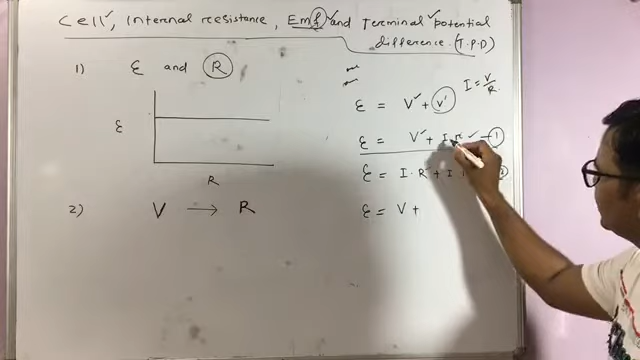 Cell, Internal resistance, Emf and Terminal potential
difference. (T.P.D)
1) ε and R
ε
R
2) V → R
I = V/R
ε = V + V'
ε = V + I.r - 1
ε = I.R + I
ε = V +